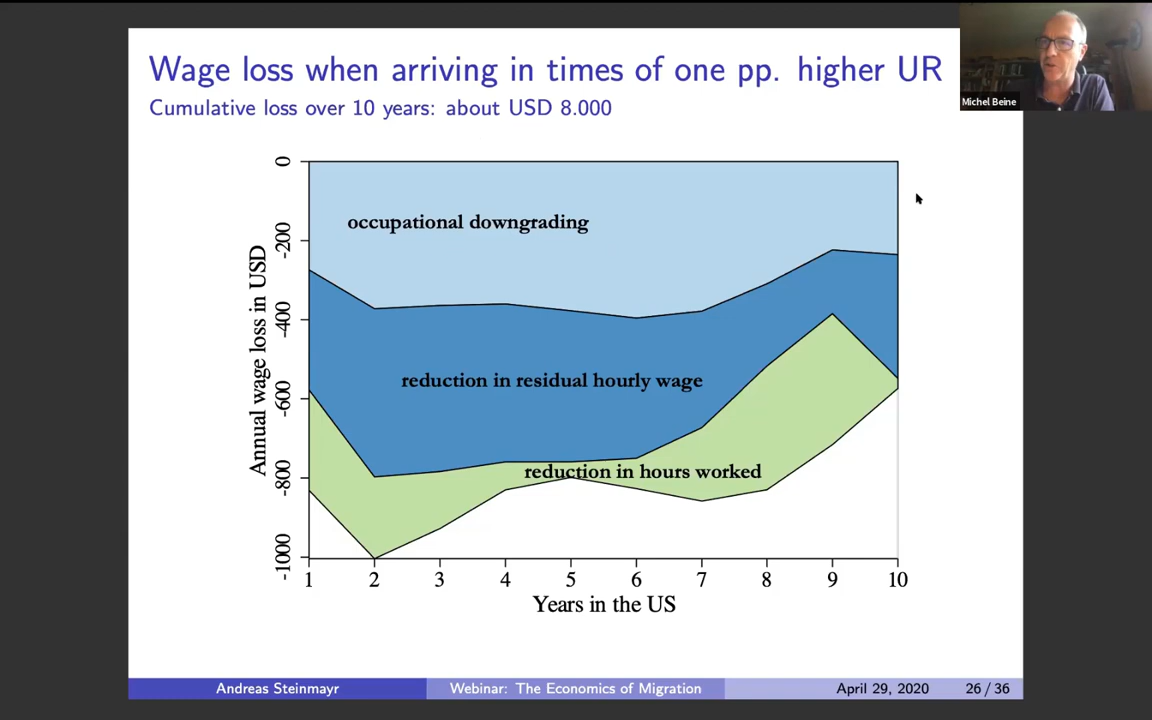 Wage loss when arriving in times of one pp. higher UR
Cumulative loss over 10 years: about USD 8.000
Michel Beine
0
-200
-400
-600
-800
-1000
Annual wage loss in USD
occupational downgrading
reduction in residual hourly wage
reduction in hours worked
1 2 3 4 5 6 7 8 9 10
Years in the US
Andreas Steinmayr Webinar: The Economics of Migration April 29, 2020 26 / 36